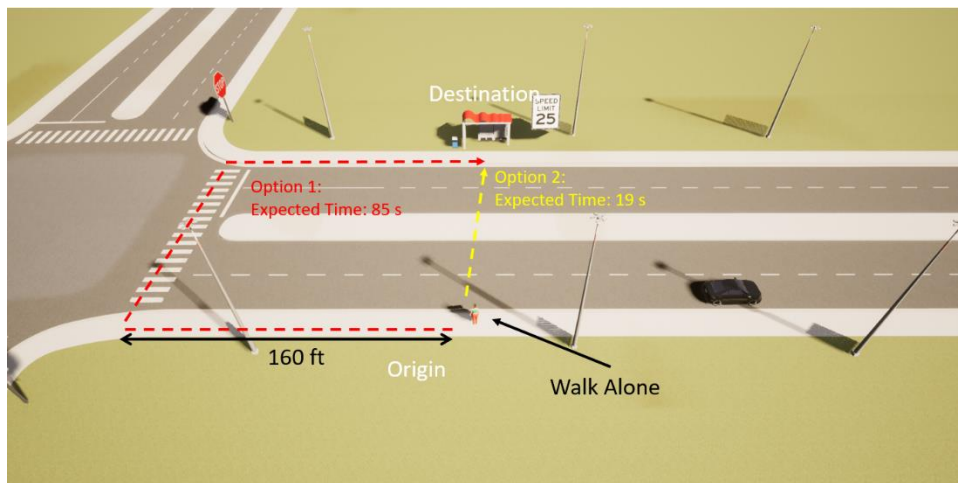 STOP
Destination
SPEED
LIMIT
25
Option 1:
Expected Time: 85 s
Option 2:
Expected Time: 19 s
160 ft
Origin
Walk Alone